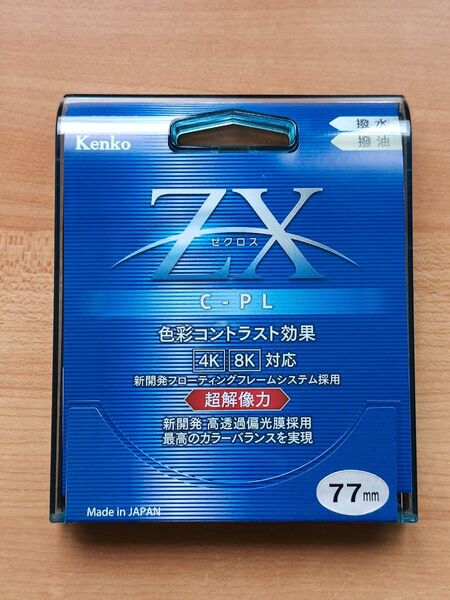 撥水
撥油
Kenko
ZX
ゼクロス
C-PL
色彩コントラスト効果
4K 8K 対応
新開発フローティングフレームシステム採用
超解像力
新開発・高透過偏光膜採用
最高のカラーバランスを実現
77mm
Made in JAPAN